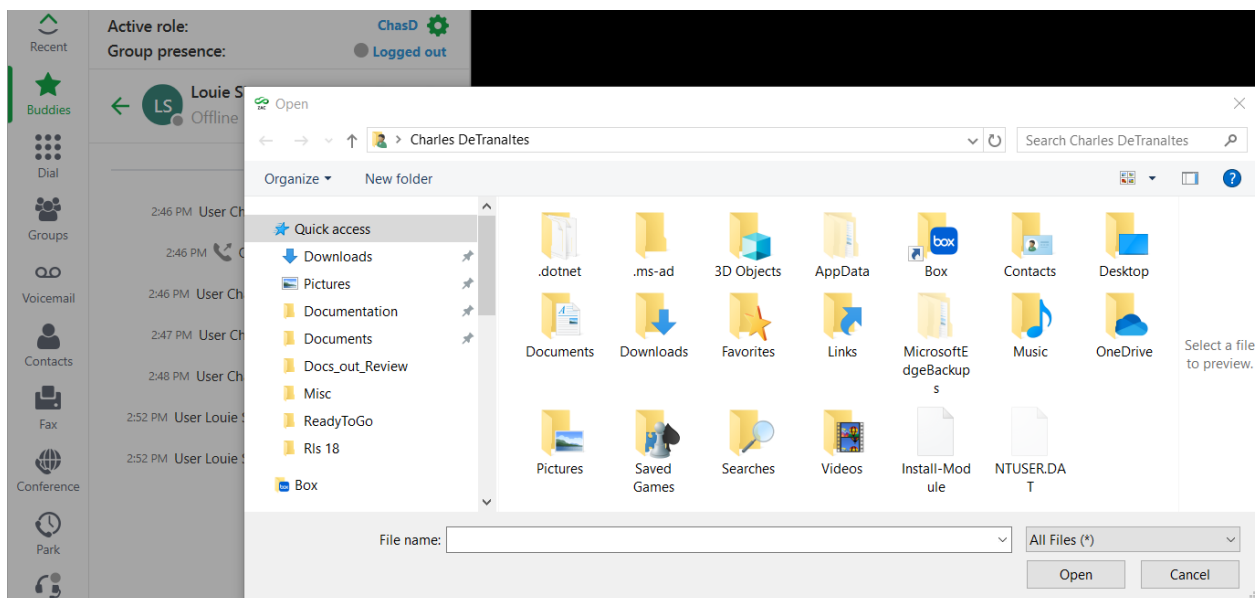 Active role:
ChasD
Group presence:
Logged out
Recent
Buddies
Dial
Groups
Voicemail
Contacts
Fax
Conference
Park
LS
Louie S
Offline
2:46 PM User Ch
2:46 PM
2:46 PM User Ch
2:47 PM User Ch
2:48 PM User Ch
2:52 PM User Louie
2:52 PM User Louie
ZAC
Open
Charles DeTranaltes
Search Charles DeTranaltes
Organize
New folder
?
Quick access
Downloads
Pictures
Documentation
Documents
Docs_out_Review
Misc
ReadyToGo
Rls 18
box Box
.dotnet
.ms-ad
3D Objects
AppData
box
Box
Contacts
Desktop
Documents
Downloads
Favorites
Links
MicrosoftE
dgeBackup
s
Music
OneDrive
Pictures
Saved
Games
Searches
Videos
Install-Mod
ule
NTUSER.DA
T
Select a file
to preview.
File name:
All Files (*)
Open
Cancel